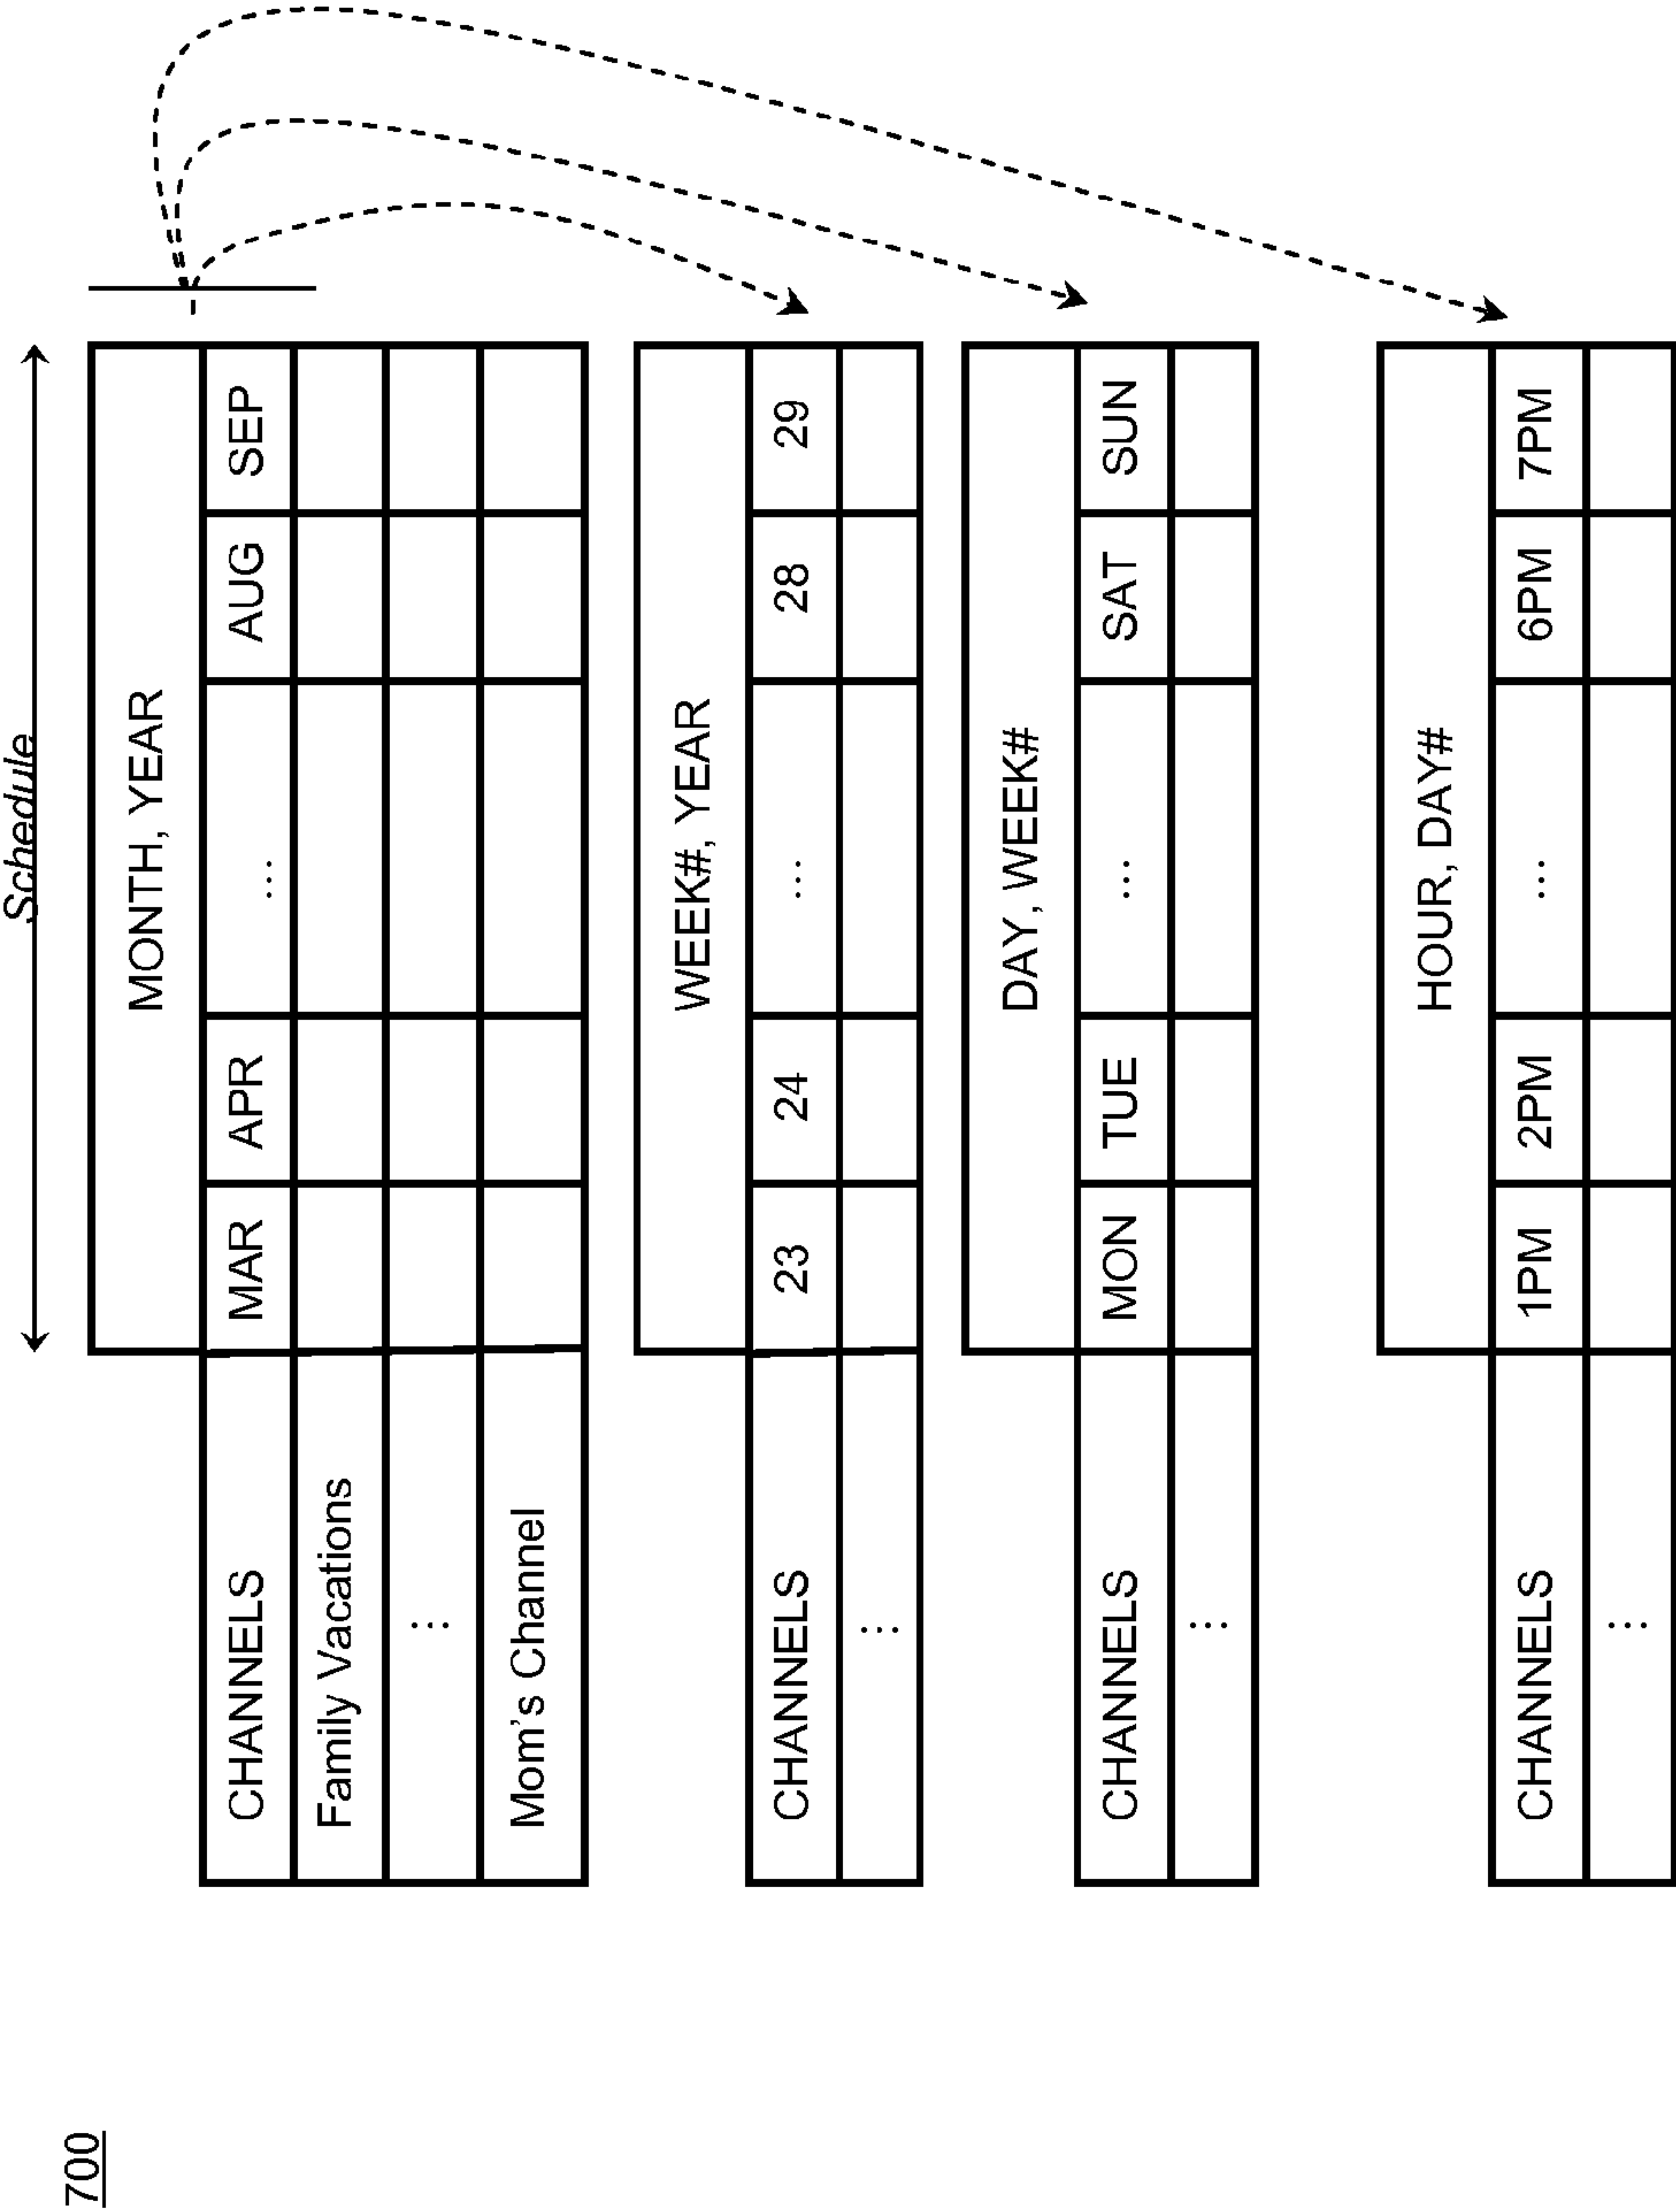 700
Schedule
MONTH, YEAR
CHANNELS MAR APR ... AUG SEP
Family Vacations
...
Mom's Channel
WEEK#, YEAR
CHANNELS 23 24 ... 28 29
...
DAY, WEEK#
CHANNELS MON TUE ... SAT SUN
...
HOUR, DAY#
CHANNELS 1PM 2PM ... 6PM 7PM
...